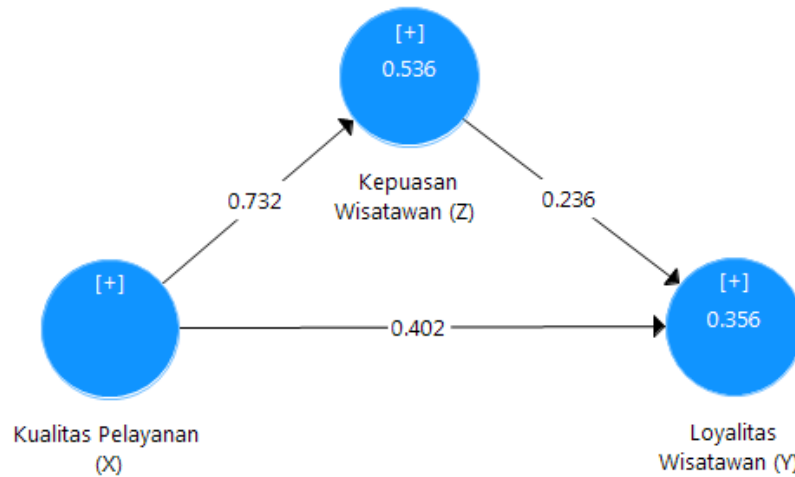 [+]
0.536
Kepuasan
Wisatawan (Z)
0.732
0.236
[+]
[+]
0.356
0.402
Kualitas Pelayanan
(X)
Loyalitas
Wisatawan (Y)